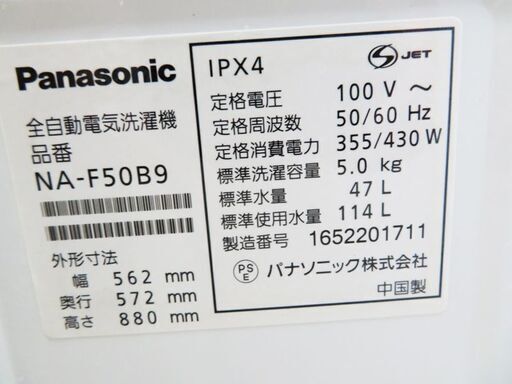 Panasonic
全自動電気洗濯機
品番
NA-F50B9
外形寸法
幅 562 mm
奥行 572 mm
高さ 880 mm
IPX4
S JET
定格電圧 100 V ～
定格周波数 50/60 Hz
定格消費電力 355/430 W
標準洗濯容量 5.0 kg
標準水量 47 L
標準使用水量 114 L
製造番号 1652201711
PS E パナソニック株式会社
中国製